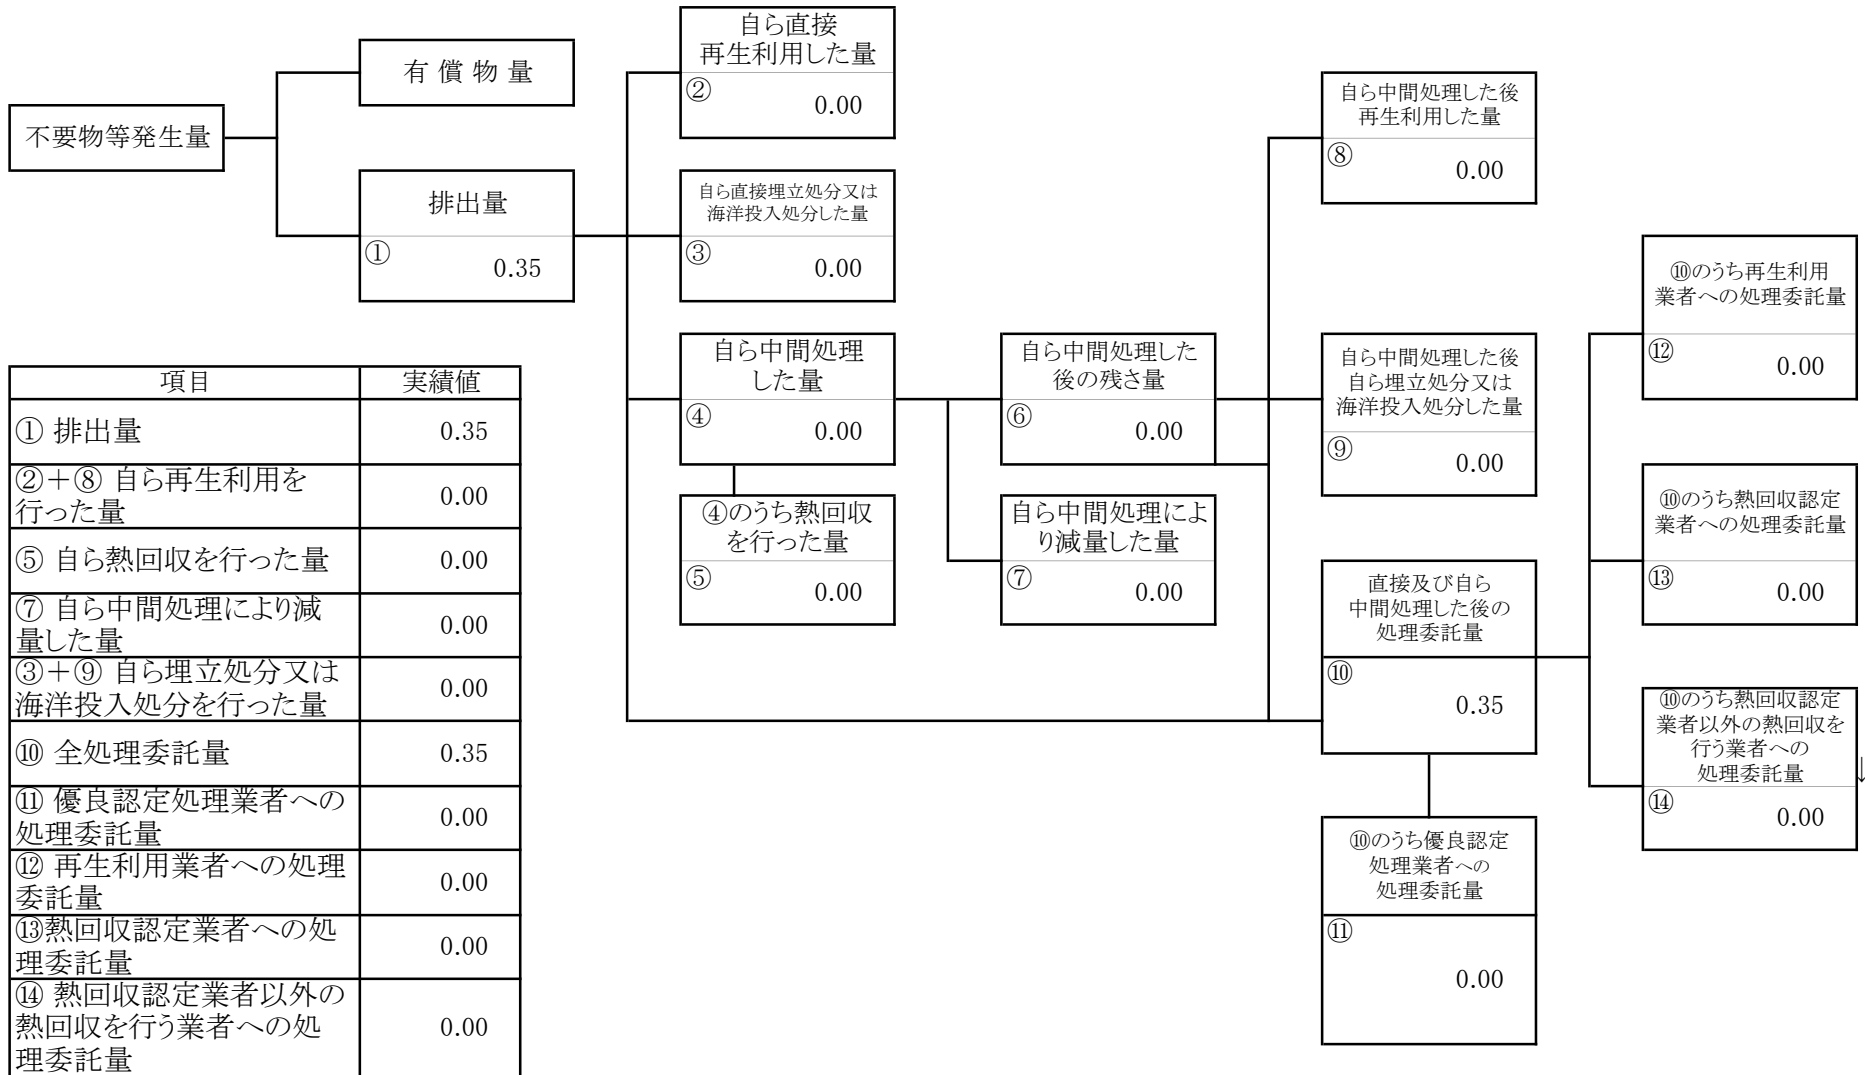 不要物等発生量
有 償 物 量
排出量
①
0.35
自ら直接
再生利用した量
②
0.00
自ら直接埋立処分又は
海洋投入処分した量
③
0.00
自ら中間処理
した量
④
0.00
④のうち熱回収
を行った量
⑤
0.00
自ら中間処理した
後の残さ量
⑥
0.00
自ら中間処理によ
り減量した量
⑦
0.00
自ら中間処理した後
再生利用した量
⑧
0.00
自ら中間処理した後
自ら埋立処分又は
海洋投入処分した量
⑨
0.00
直接及び自ら
中間処理した後の
処理委託量
⑩
0.35
⑩のうち優良認定
処理業者への
処理委託量
⑪
0.00
⑩のうち再生利用
業者への処理委託量
⑫
0.00
⑩のうち熱回収認定
業者への処理委託量
⑬
0.00
⑩のうち熱回収認定
業者以外の熱回収を
行う業者への
処理委託量
↓
⑭
0.00
項目 実績値
① 排出量 0.35
②＋⑧ 自ら再生利用を
行った量 0.00
⑤ 自ら熱回収を行った量 0.00
⑦ 自ら中間処理により減
量した量 0.00
③＋⑨ 自ら埋立処分又は
海洋投入処分を行った量 0.00
⑩ 全処理委託量 0.35
⑪ 優良認定処理業者への
処理委託量 0.00
⑫ 再生利用業者への処理
委託量 0.00
⑬熱回収認定業者への処
理委託量 0.00
⑭ 熱回収認定業者以外の
熱回収を行う業者への処 0.00
理委託量